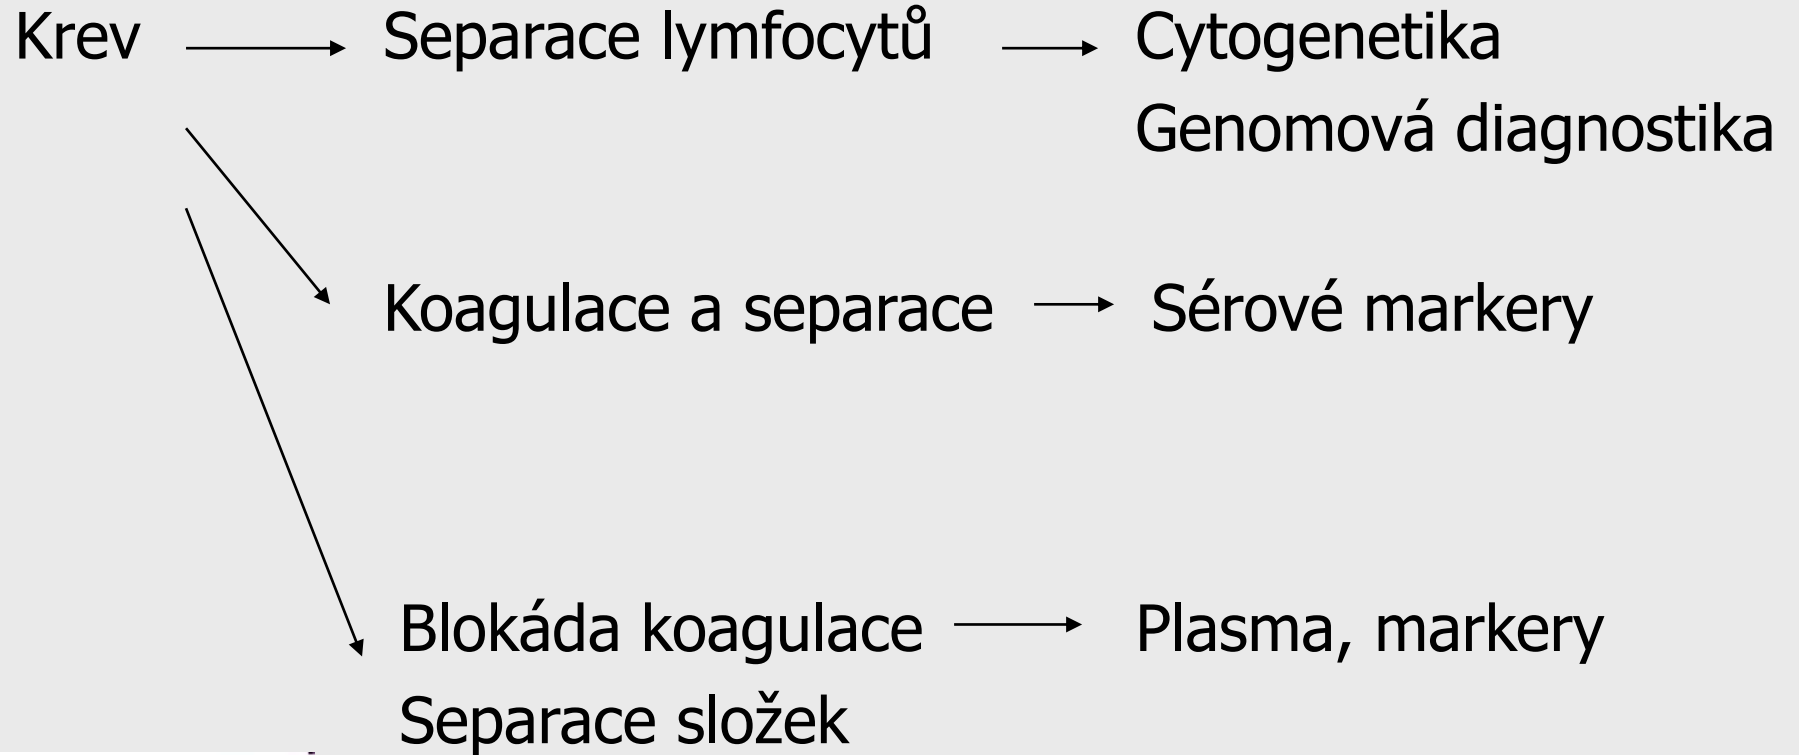 Krev Separace lymfocytů Cytogenetika
Genomová diagnostika
Koagulace a separace Sérové markery
Blokáda koagulace Plasma, markery
Separace složek